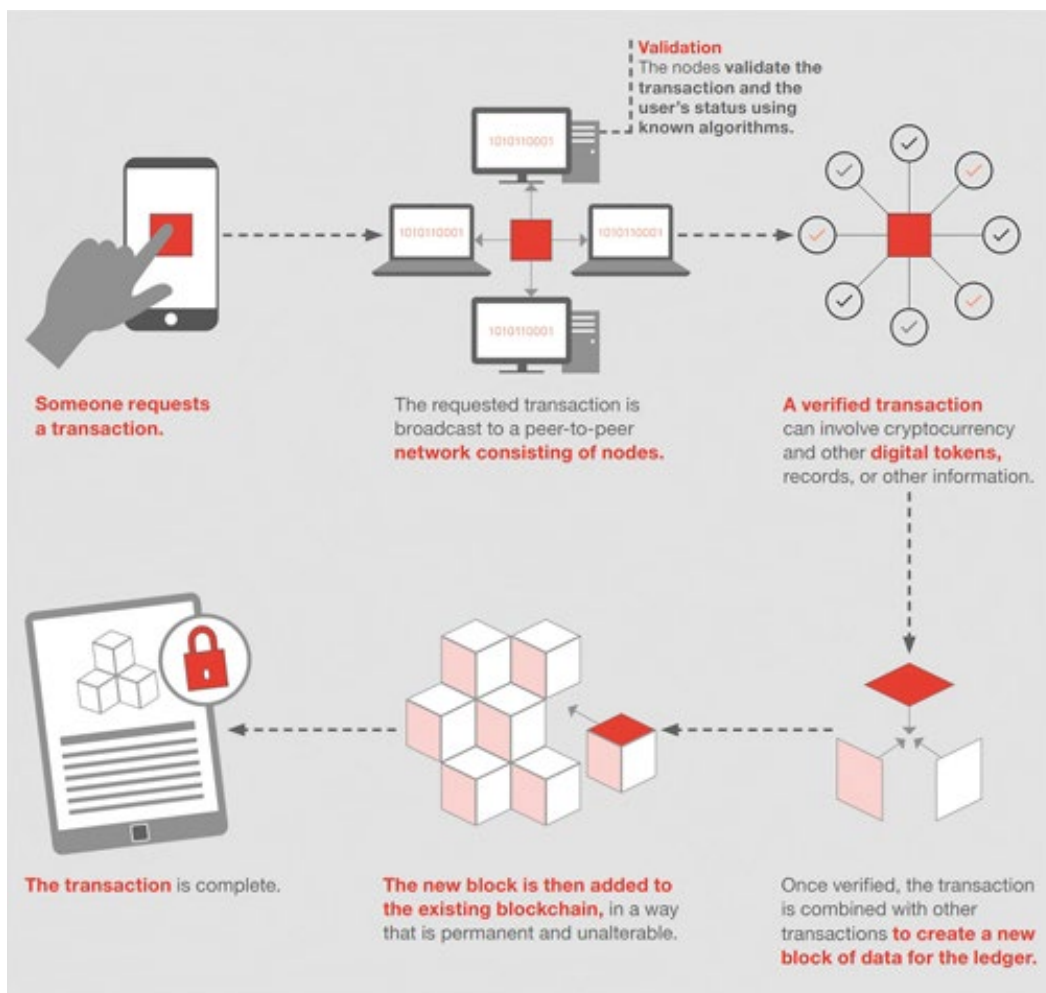 Validation
The nodes validate the
transaction and the
user's status using
known algorithms.
1010110001
1010110001
1010110001
1010110001
Someone requests
a transaction.
The requested transaction is
broadcast to a peer-to-peer
network consisting of nodes.
A verified transaction
can involve cryptocurrency
and other digital tokens,
records, or other information.
The transaction is complete.
The new block is then added to
the existing blockchain, in a way
that is permanent and unalterable.
Once verified, the transaction
is combined with other
transactions to create a new
block of data for the ledger.